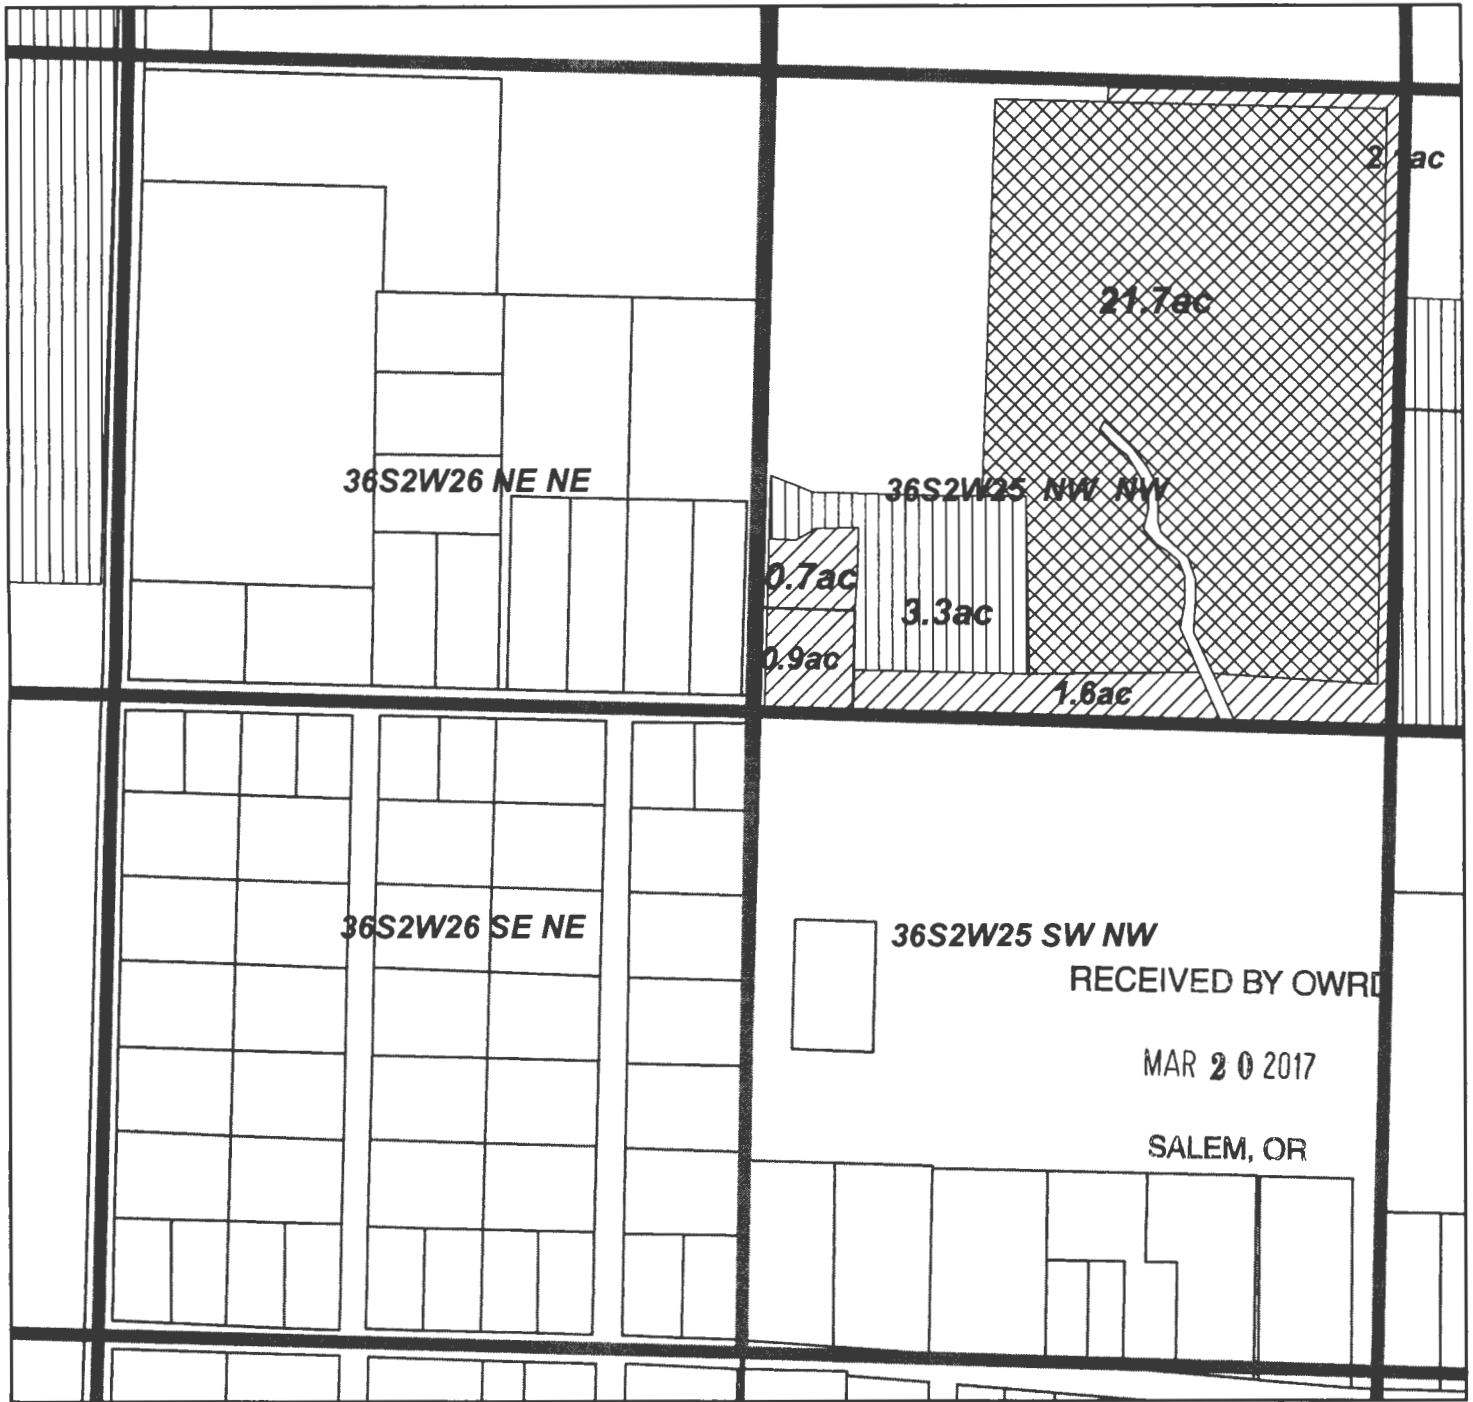 ac
21.7ac
36S2W26 NE NE
36S2W25 NW NW
0.7ac
3.3ac
0.9ac
1.6ac
36S2W26 SE NE
36S2W25 SW NW
RECEIVED BY OWRD
MAR 20 2017
SALEM, OR